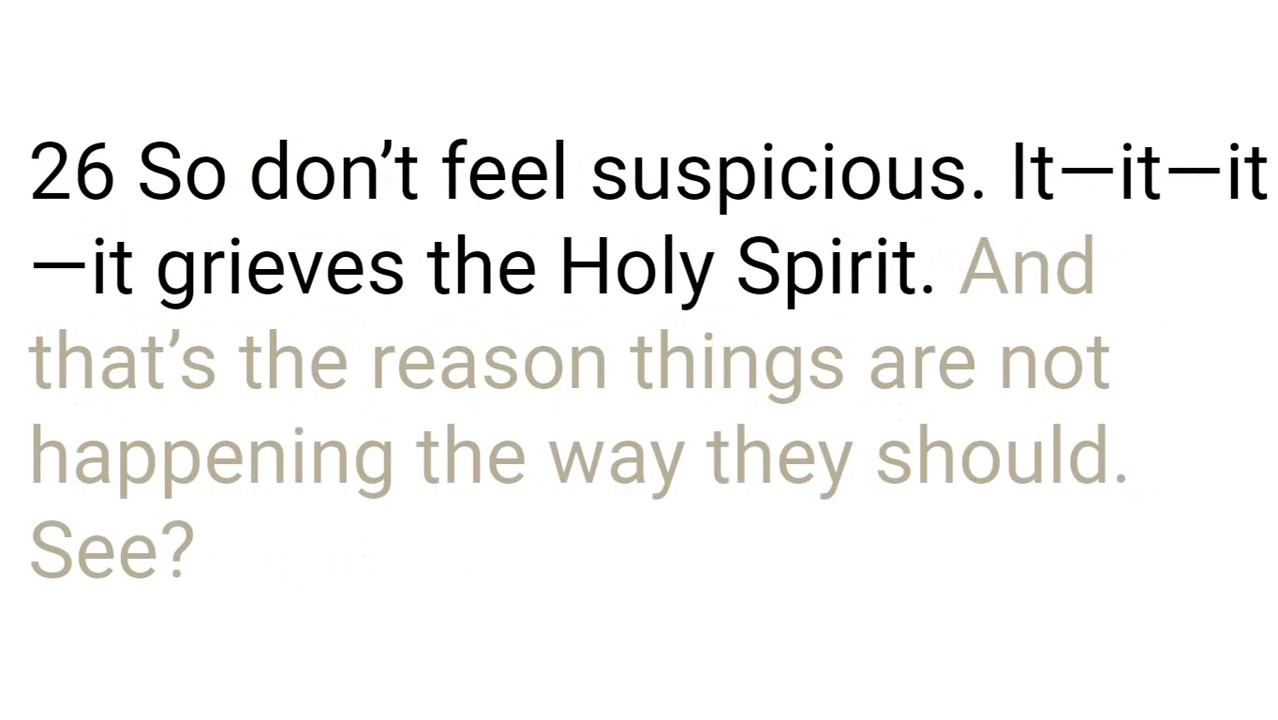 26 So don’t feel suspicious. It—it—it
—it grieves the Holy Spirit. And
that’s the reason things are not
happening the way they should.
See?